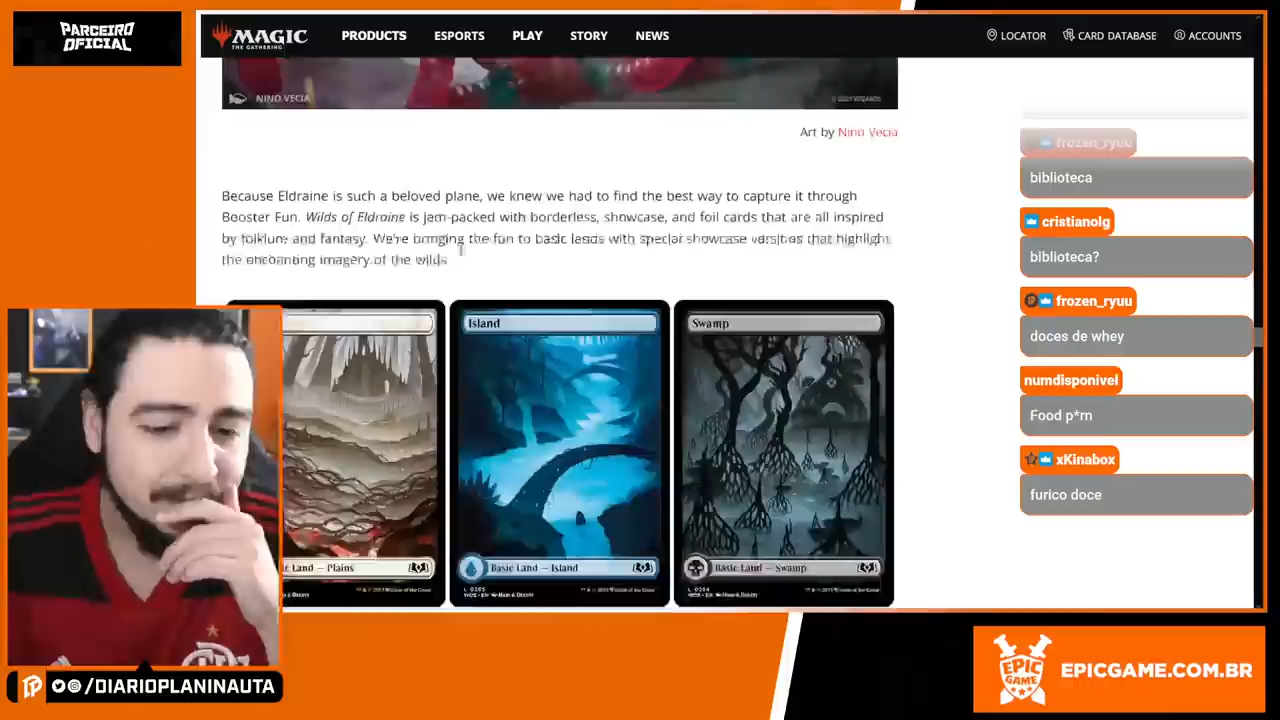 PARCEIRO
OFICIAL
MAGIC
THE GATHERING
PRODUCTS
ESPORTS
PLAY
STORY
NEWS
LOCATOR
CARD DATABASE
ACCOUNTS
NINO VECIA
Art by Nino Vecia
Because Eldraine is such a beloved plane, we knew we had to find the best way to capture it through
Booster Fun. Wilds of Eldraine is jam-packed with borderless, showcase, and foil cards that are all inspired
by folklore and fantasy. We're bringing the fun to basic lands with special showcase versions that highlight
the enchanting imagery of the wilds
Island
Swamp
Land — Plains
Basic Land — Island
Basic Land — Swamp
frozen_ryuu
biblioteca
cristianolg
biblioteca?
frozen_ryuu
doces de whey
numdisponivel
Food p*rn
xKinabox
furico doce
/DIARIOPLANINAUTA
EPIC
GAME
EPICGAME.COM.BR